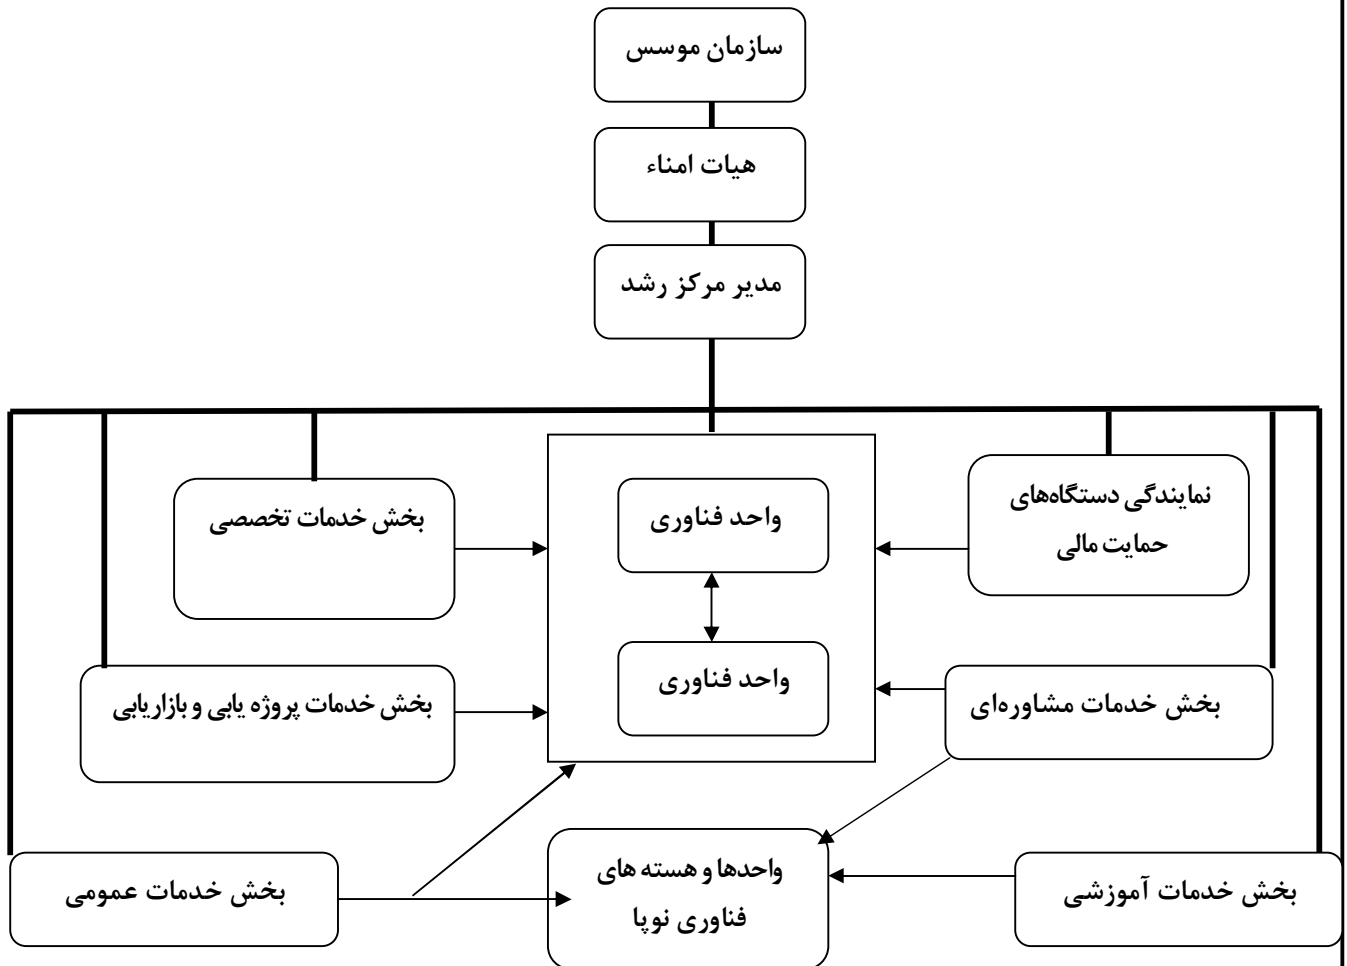 سازمان موسس
هیات امناء
مدیر مرکز رشد
نمایندگی دستگاه‌های
حمایت مالی
واحد فناوری
بخش خدمات تخصصی
واحد فناوری
بخش خدمات مشاوره‌ای
بخش خدمات پروژه یابی و بازاریابی
بخش خدمات آموزشی
واحدها و هسته های
فناوری نوپا
بخش خدمات عمومی